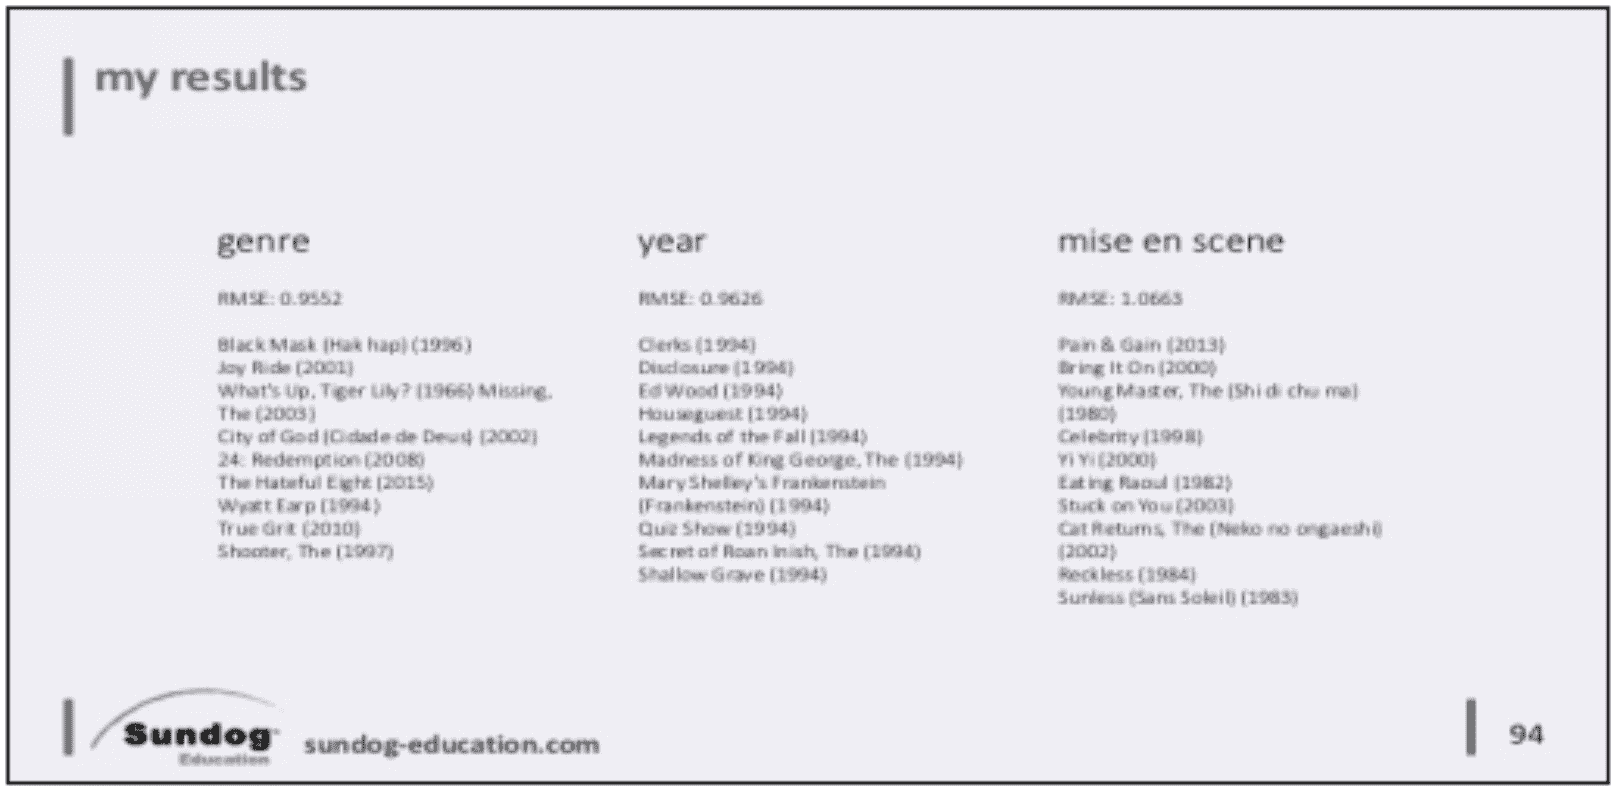 my results
genre
RMSE: 0.9552
Black Mask (Hak hap) (1996)
Joy Ride (2001)
What's Up, Tiger Lily? (1966) Missing,
The (2003)
City of God (Cidade de Deus) (2002)
24: Redemption (2008)
The Hateful Eight (2015)
Wyatt Earp (1994)
True Grit (2010)
Shooter, The (1997)
year
RMSE: 0.9626
Clerks (1994)
Disclosure (1994)
Ed Wood (1994)
Houseguest (1994)
Legends of the Fall (1994)
Madness of King George, The (1994)
Mary Shelley's Frankenstein
(Frankenstein) (1994)
Quiz Show (1994)
Secret of Roan Inish, The (1994)
Shallow Grave (1994)
mise en scene
RMSE: 1.0663
Pain & Gain (2013)
Bring It On (2000)
Young Master, The (Shi di chu ma)
(1980)
Celebrity (1998)
Yi Yi (2000)
Eating Raoul (1982)
Stuck on You (2003)
Cat Returns, The (Neko no ongaeshi)
(2002)
Reckless (1984)
Sunless (Sans Soleil) (1983)
Sundog
Education
sundog-education.com
94